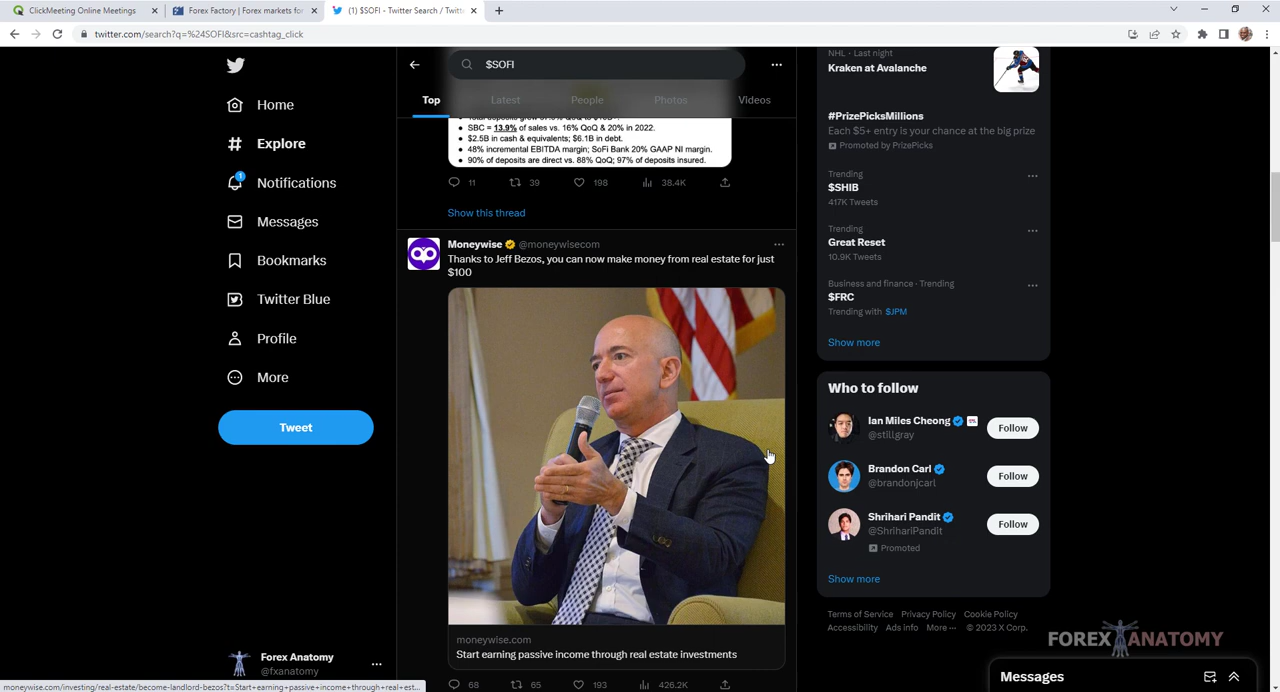 ClickMeeting Online Meetings
Forex Factory | Forex markets for
(1) $SOFI - Twitter Search / Twitt
twitter.com/search?q=%24SOFI&src=cashtag_click
Home
Explore
1
Notifications
Messages
Bookmarks
Twitter Blue
Profile
More
Tweet
Forex Anatomy
@fxanatomy
$SOFI
Top
Latest
People
Photos
Videos
SBC = 13.9% of sales vs. 16% QoQ & 20% in 2022.
$2.5B in cash & equivalents; $6.1B in debt.
48% incremental EBITDA margin; SoFi Bank 20% GAAP NI margin.
90% of deposits are direct vs. 88% QoQ; 97% of deposits insured.
11 39 198 38.4K
Show this thread
Moneywise @moneywisecom
Thanks to Jeff Bezos, you can now make money from real estate for just
$100
moneywise.com
Start earning passive income through real estate investments
68 65 193 426.2K
NHL · Last night
Kraken at Avalanche
#PrizePicksMillions
Each $5+ entry is your chance at the big prize
Promoted by PrizePicks
Trending
$SHIB
417K Tweets
Trending
Great Reset
10.9K Tweets
Business and finance · Trending
$FRC
Trending with $JPM
Show more
Who to follow
Ian Miles Cheong
@stillgray
Follow
Brandon Carl
@brandonjcarl
Follow
Shrihari Pandit
@ShrihariPandit
Follow
Promoted
Show more
Terms of Service Privacy Policy Cookie Policy
Accessibility Ads info More ··· © 2023 X Corp.
FOREX ANATOMY
Messages
moneywise.com/investing/real-estate/become-landlord-bezos?t=Start+earning+passive+income+through+real+est...